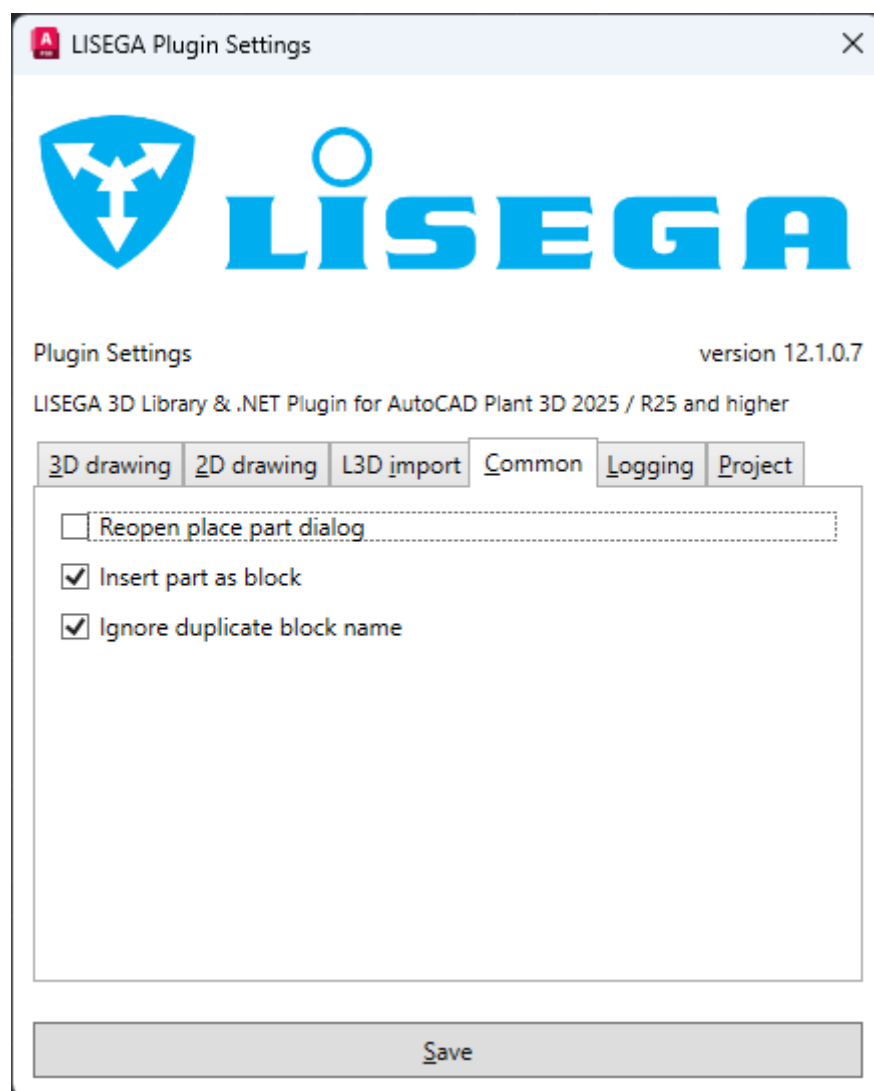 LISEGA Plugin Settings
LISEGA
Plugin Settings version 12.1.0.7
LISEGA 3D Library & .NET Plugin for AutoCAD Plant 3D 2025 / R25 and higher
3D drawing 2D drawing L3D import Common Logging Project
Reopen place part dialog
Insert part as block
Ignore duplicate block name
Save